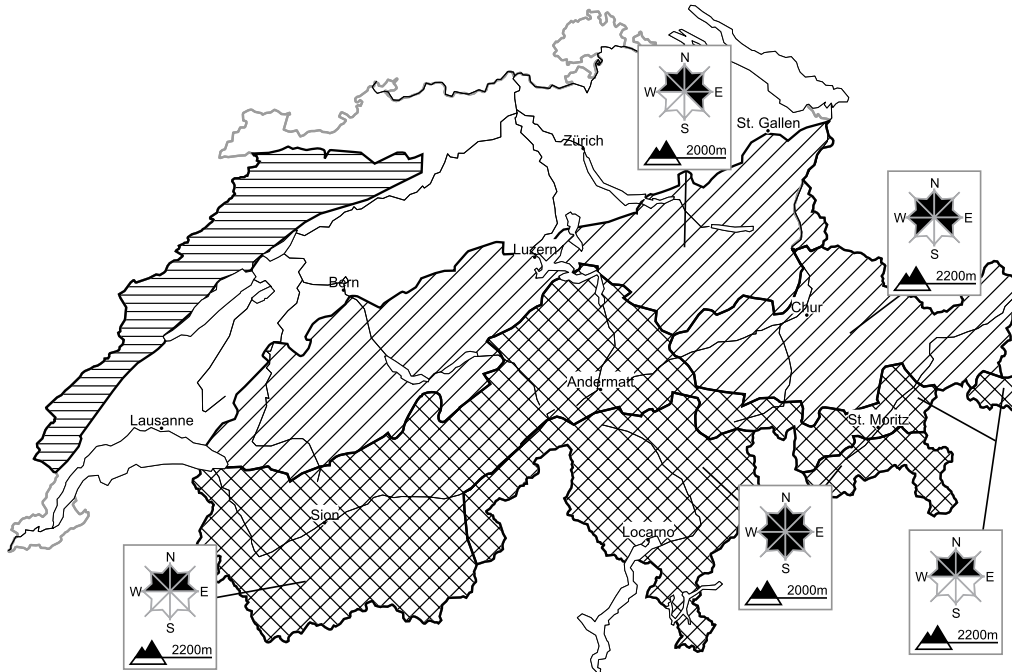 N
W E
S
2000m
St. Gallen
Zürich
N
W E
S
2200m
Luzern
Bern
Chur
Andermatt
Lausanne
St. Moritz
N
W E
S
2000m
Sion
Locarno
N
W E
S
2200m
N
W E
S
2200m